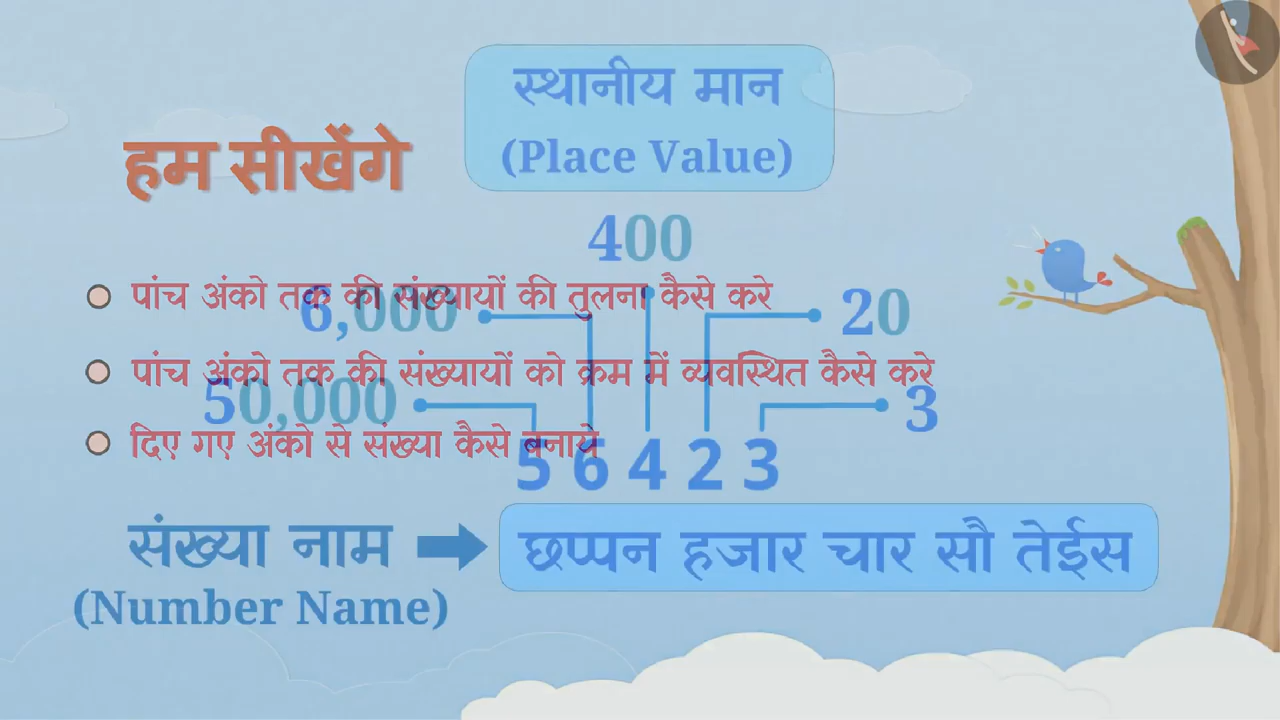 स्थानीय मान
(Place Value)
हम सीखेंगे
400
पांच अंको तक की संख्यायों की तुलना कैसे करे
6,000
20
पांच अंको तक की संख्यायों को क्रम में व्यवस्थित कैसे करे
50,000
3
दिए गए अंको से संख्या कैसे बनाये
5 6 4 2 3
संख्या नाम
छप्पन हजार चार सौ तेईस
(Number Name)